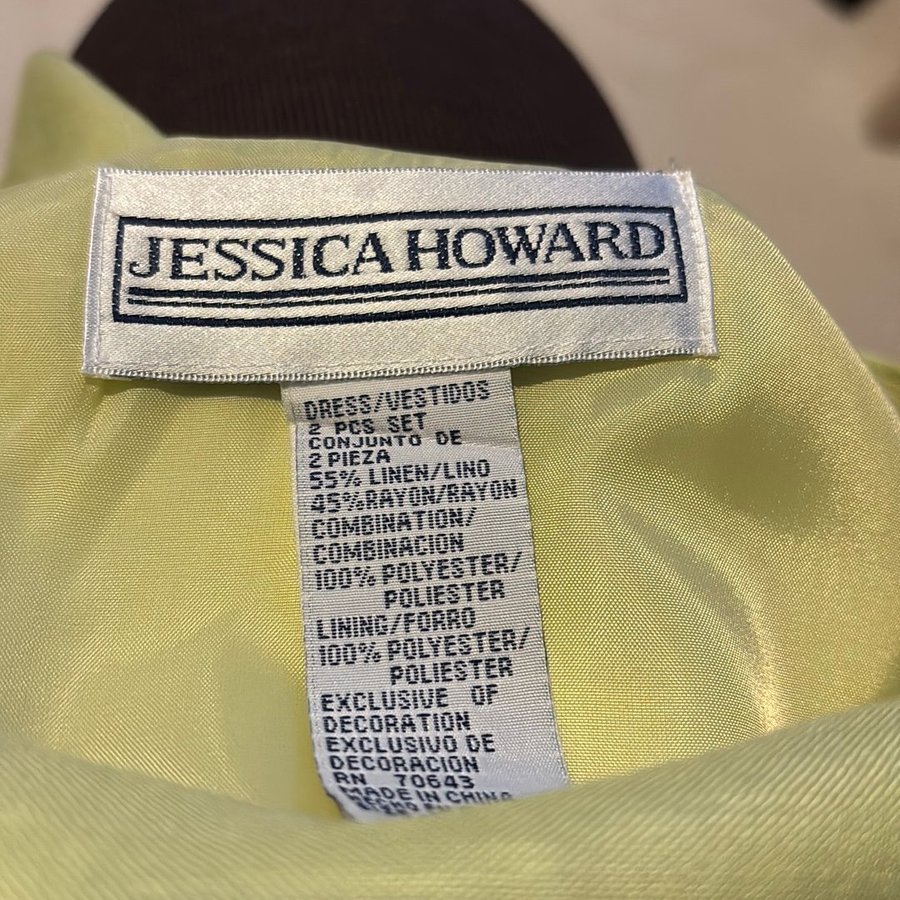 JESSICA HOWARD
DRESS/VESTIDOS
2 PCS SET
CONJUNTO DE
2 PIEZA
55% LINEN/LINO
45%RAYON/RAYON
COMBINATION/
COMBINACION
100% POLYESTER/
POLIESTER
LINING/FORRO
100% POLYESTER/
POLIESTER
EXCLUSIVE OF
DECORATION
EXCLUSIVO DE
DECORACION
RN 70643
MADE IN CHINA